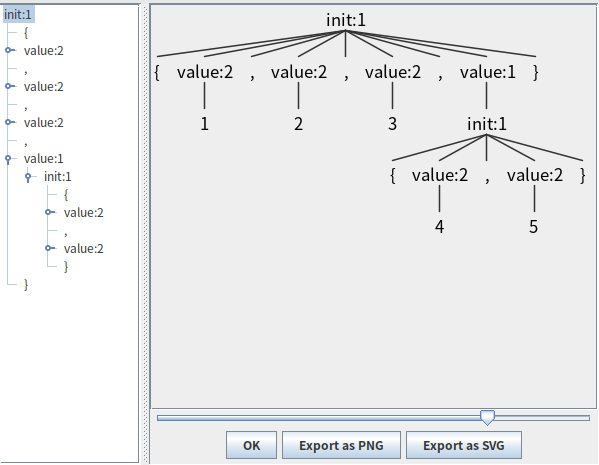 init:1
{
value:2
,
value:2
,
value:2
,
value:1
init:1
{
value:2
,
value:2
}
}
init:1
{ value:2 , value:2 , value:2 , value:1 }
1 2 3 init:1
{ value:2 , value:2 }
4 5
OK Export as PNG Export as SVG